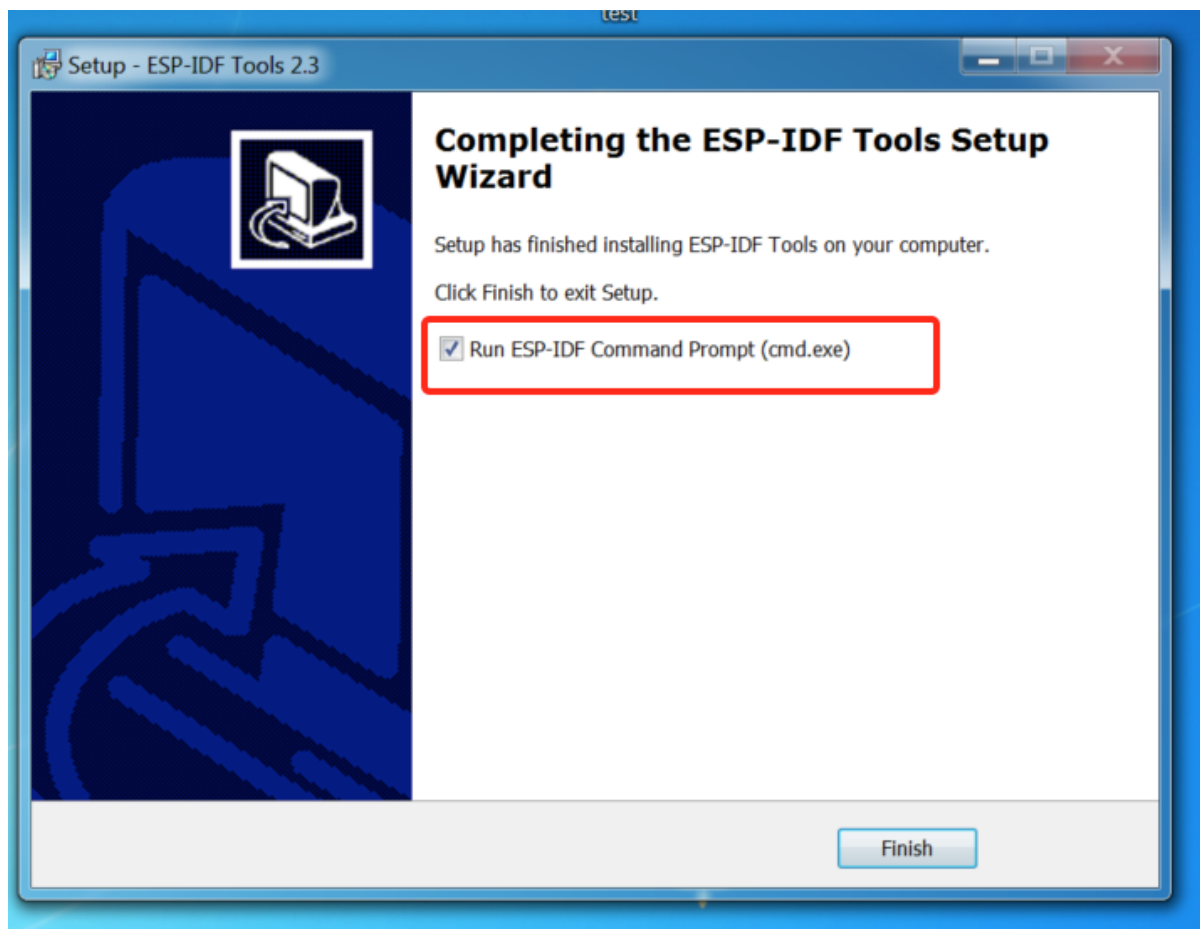 test
Setup - ESP-IDF Tools 2.3
Completing the ESP-IDF Tools Setup
Wizard
Setup has finished installing ESP-IDF Tools on your computer.
Click Finish to exit Setup.
Run ESP-IDF Command Prompt (cmd.exe)
Finish